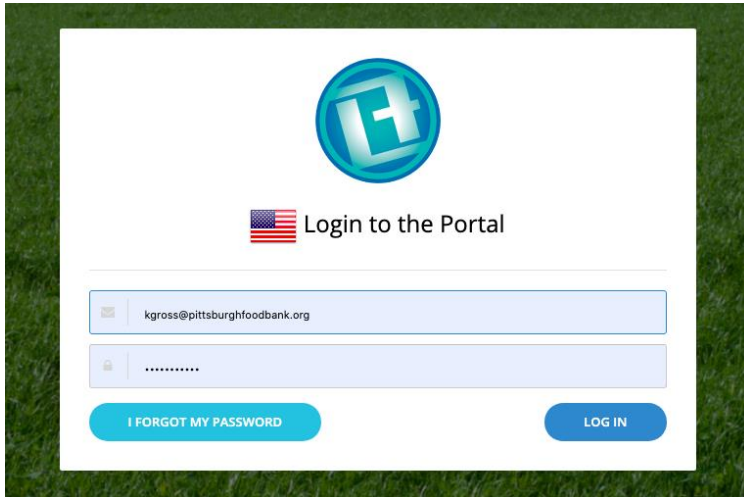 Login to the Portal
kgross@pittsburghfoodbank.org
•••••••••••
I FORGOT MY PASSWORD
LOG IN